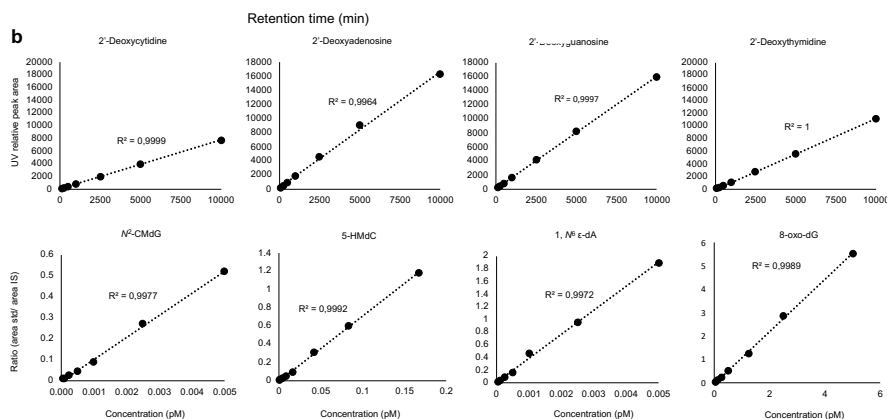 Retention time (min)
b
2'-Deoxycytidine
2'-Deoxyadenosine
2'-Deoxyguanosine
2'-Deoxythymidine
UV relative peak area
20000
18000
16000
14000
12000
10000
8000
6000
4000
2000
0
R² = 0,9999
0 2500 5000 7500 10000
20000
18000
16000
14000
12000
10000
8000
6000
4000
2000
0
R² = 0,9964
0 2500 5000 7500 10000
20000
18000
16000
14000
12000
10000
8000
6000
4000
2000
0
R² = 0,9997
0 2500 5000 7500 10000
20000
18000
16000
14000
12000
10000
8000
6000
4000
2000
0
R² = 1
0 2500 5000 7500 10000
N²-CMdG
5-HMdC
1, N⁶ ε-dA
8-oxo-dG
Ratio (area std/ area IS)
0.6
0.5
0.4
0.3
0.2
0.1
0
R² = 0,9977
0.000 0.001 0.002 0.003 0.004 0.005
Concentration (pM)
1.4
1.2
1
0.8
0.6
0.4
0.2
0
R² = 0,9992
0 0.05 0.1 0.15 0.2
Concentration (pM)
2
1.8
1.6
1.4
1.2
1
0.8
0.6
0.4
0.2
0
R² = 0,9972
0 0.001 0.002 0.003 0.004 0.005
Concentration (pM)
6
5
4
3
2
1
0
R² = 0,9989
0 2 4 6
Concentration (pM)